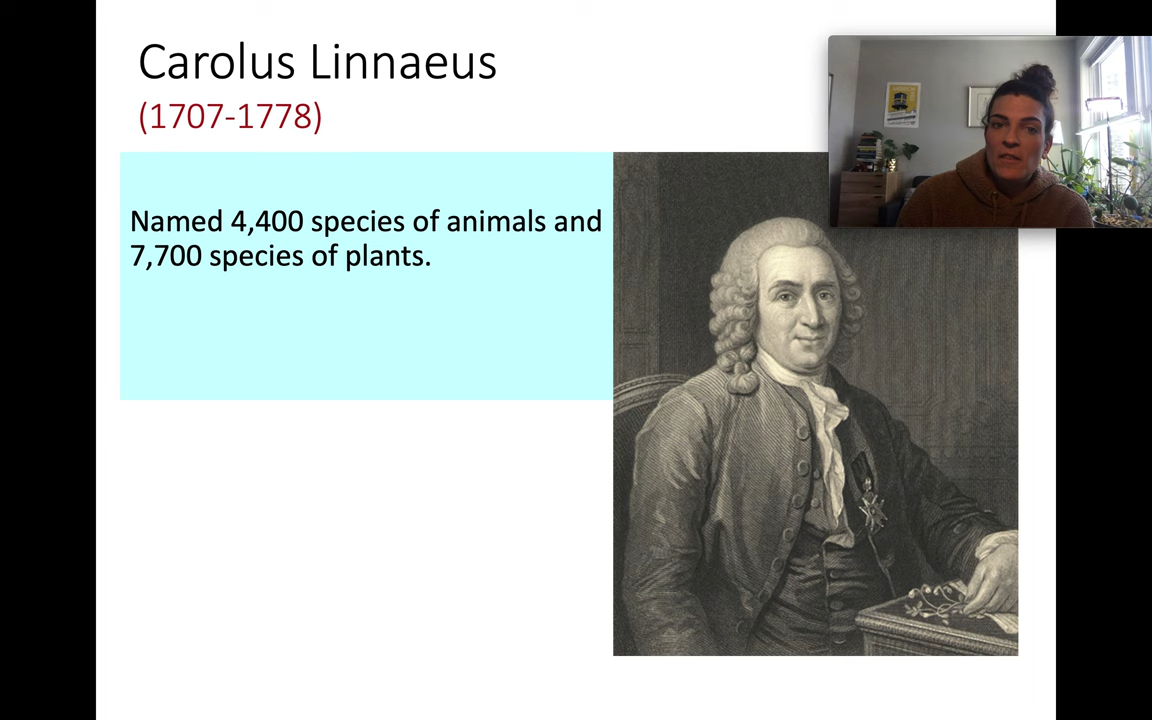 Carolus Linnaeus
(1707-1778)
Named 4,400 species of animals and
7,700 species of plants.